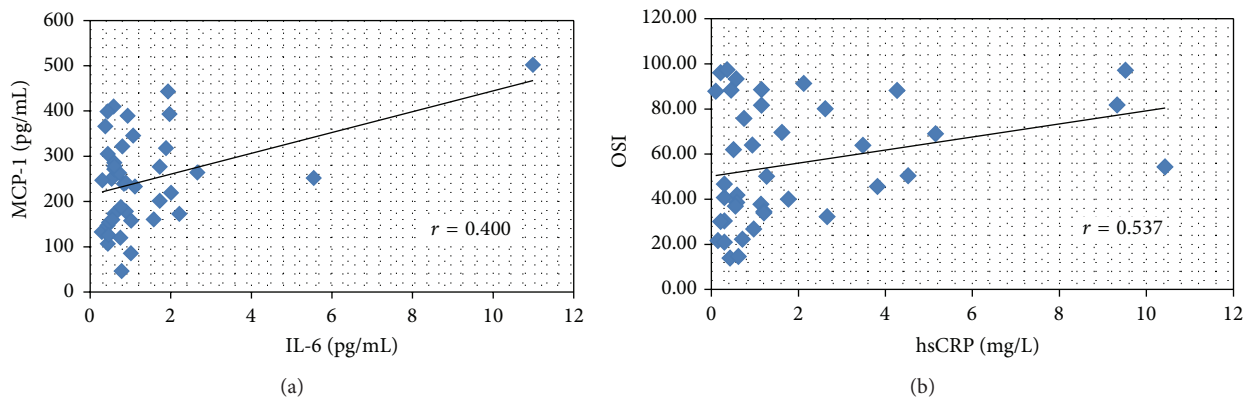 600
500
400
300
200
100
0
MCP-1 (pg/mL)
r = 0.400
0 2 4 6 8 10 12
IL-6 (pg/mL)
(a)
120.00
100.00
80.00
60.00
40.00
20.00
0.00
OSI
r = 0.537
0 2 4 6 8 10 12
hsCRP (mg/L)
(b)